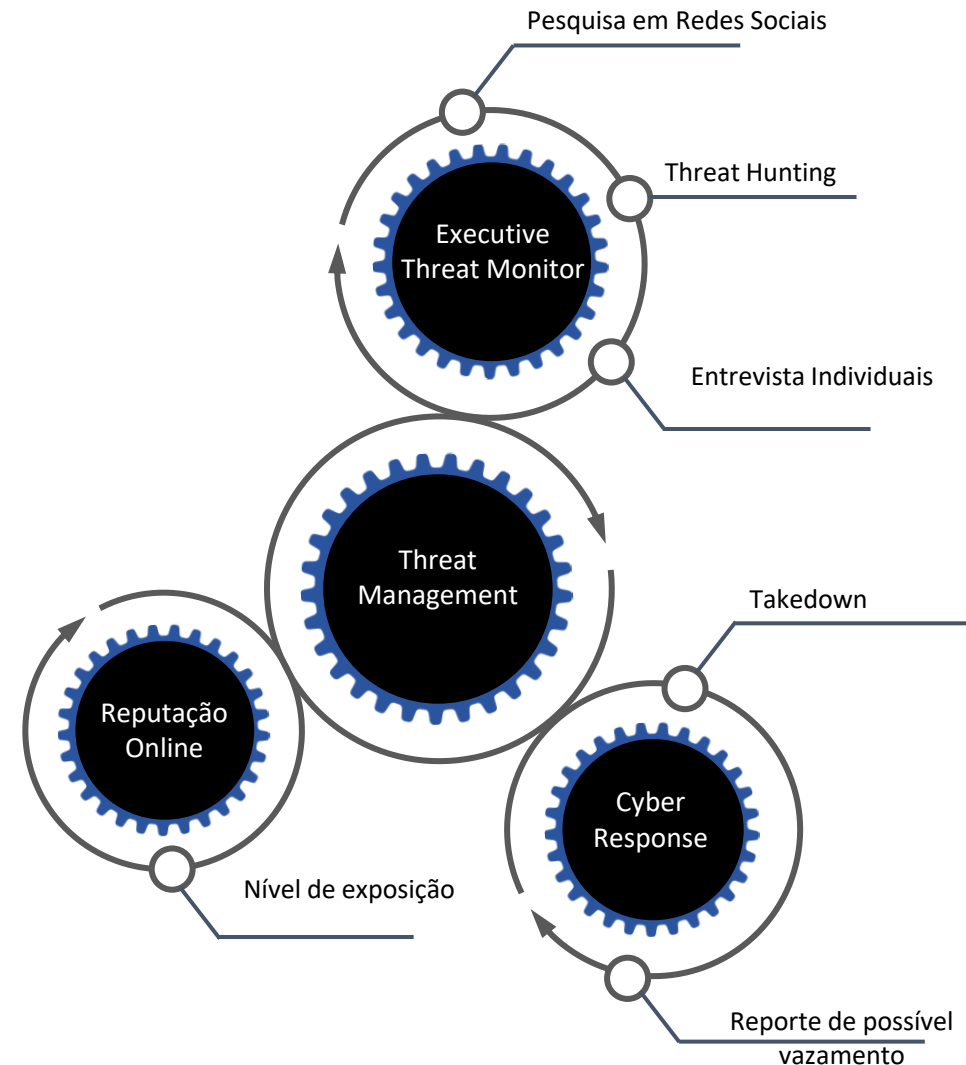 Pesquisa em Redes Sociais
Threat Hunting
Executive
Threat Monitor
Entrevista Individuais
Threat
Management
Takedown
Reputação
Online
Cyber
Response
Nível de exposição
Reporte de possível
vazamento